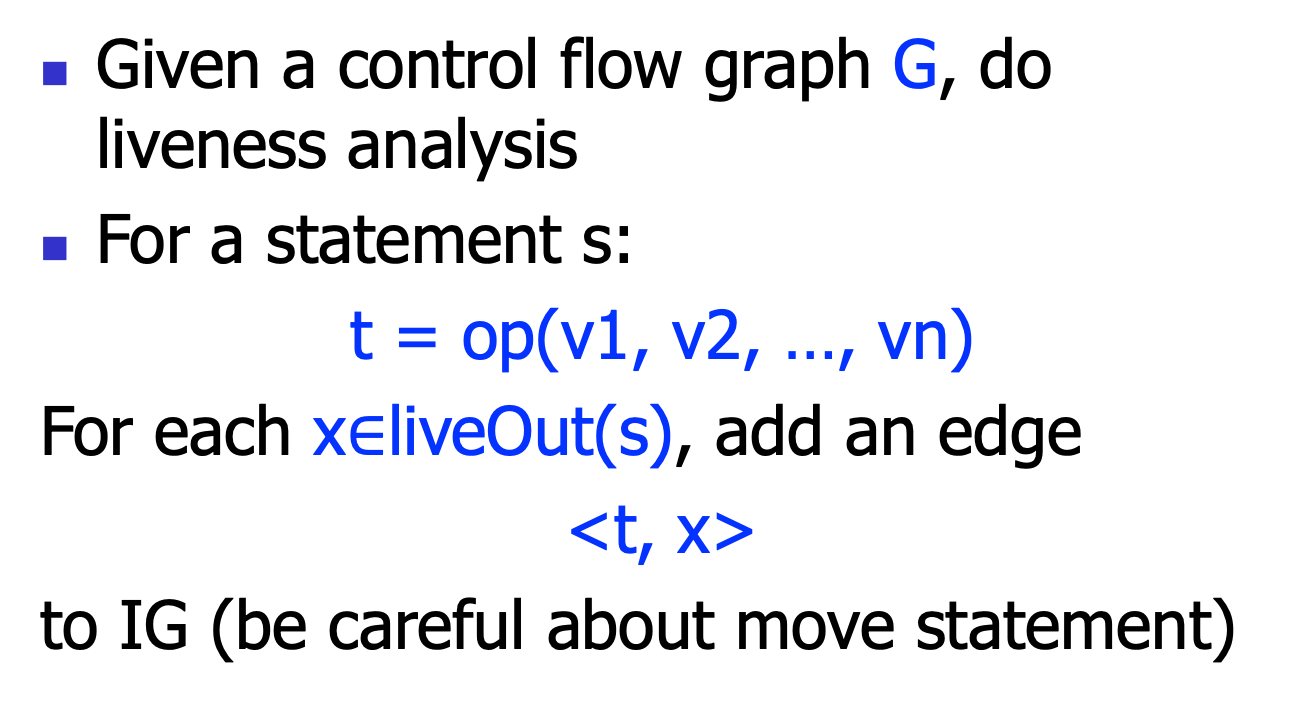 ■ Given a control flow graph G, do
liveness analysis
■ For a statement s:
t = op(v1, v2, …, vn)
For each x∈liveOut(s), add an edge
<t, x>
to IG (be careful about move statement)